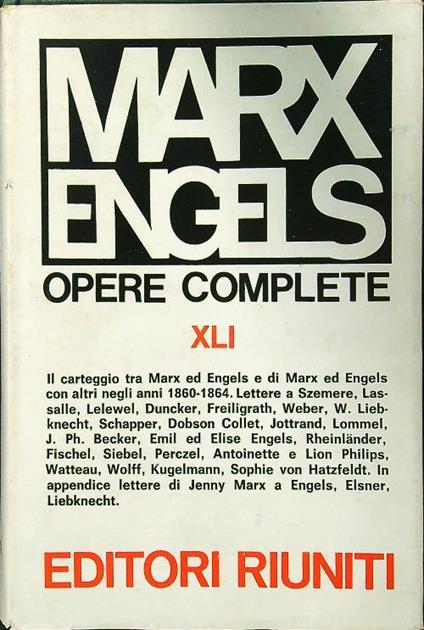 MARX
ENGELS
OPERE COMPLETE
XLI
Il carteggio tra Marx ed Engels e di Marx ed Engels
con altri negli anni 1860-1864. Lettere a Szemere, Las-
salle, Lelewel, Duncker, Freiligrath, Weber, W. Lieb-
knecht, Schapper, Dobson Collet, Jottrand, Lommel,
J. Ph. Becker, Emil ed Elise Engels, Rheinländer,
Fischel, Siebel, Perczel, Antoinette e Lion Philips,
Watteau, Wolff, Kugelmann, Sophie von Hatzfeldt. In
appendice lettere di Jenny Marx a Engels, Elsner,
Liebknecht.
EDITORI RIUNITI